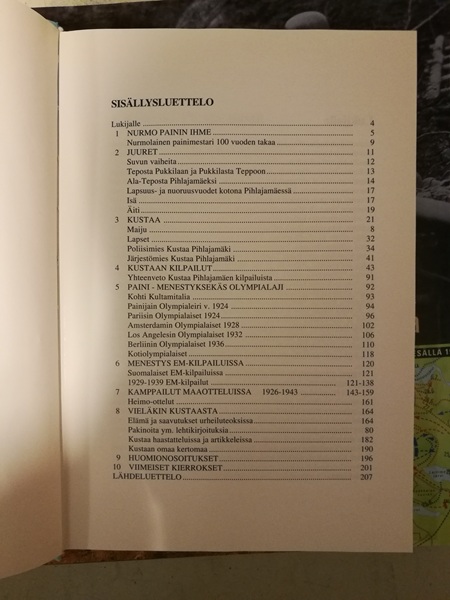 SISÄLLYSLUETTELO
Lukijalle 4
1 NURMO PAININ IHME 5
Nurmolainen painimestari 100 vuoden takaa 9
2 JUURET 11
Suvun vaiheita 12
Teposta Pukkilaan ja Pukkilasta Teppoon 13
Ala-Teposta Pihlajamäeksi 14
Lapsuus- ja nuoruusvuodet kotona Pihlajamäessä 17
Isä 17
Äiti 19
3 KUSTAA 21
Maiju 8
Lapset 32
Poliisimies Kustaa Pihlajamäki 34
Järjestömies Kustaa Pihlajamäki 41
4 KUSTAAN KILPAILUT 43
Yhteenveto Kustaa Pihlajamäen kilpailuista 91
5 PAINI - MENESTYKSEKÄS OLYMPIALAJI 92
Kohti Kultamitalia 93
Painijain Olympialeiri v. 1924 94
Pariisin Olympialaiset 1924 96
Amsterdamin Olympialaiset 1928 102
Los Angelesin Olympialaiset 1932 106
Berliinin Olympialaiset 1936 110
Kotiolympialaiset 118
6 MENESTYS EM-KILPAILUISSA 120
Suomalaiset EM-kilpailuissa 121
1929-1939 EM-kilpailut 121-138
7 KAMPPAILUT MAAOTTELUISSA 1926-1943 143-159
Heimo-ottelut 161
8 VIELÄKIN KUSTAASTA 164
Elämä ja saavutukset urheiluteoksissa 164
Pakinoita ym. lehtikirjoituksia 80
Kustaa haastatteluissa ja artikkeleissa 182
Kustaan omaa kertomaa 190
9 HUOMIONOSOITUKSET 196
10 VIIMEISET KIERROKSET 201
LÄHDELUETTELO 207